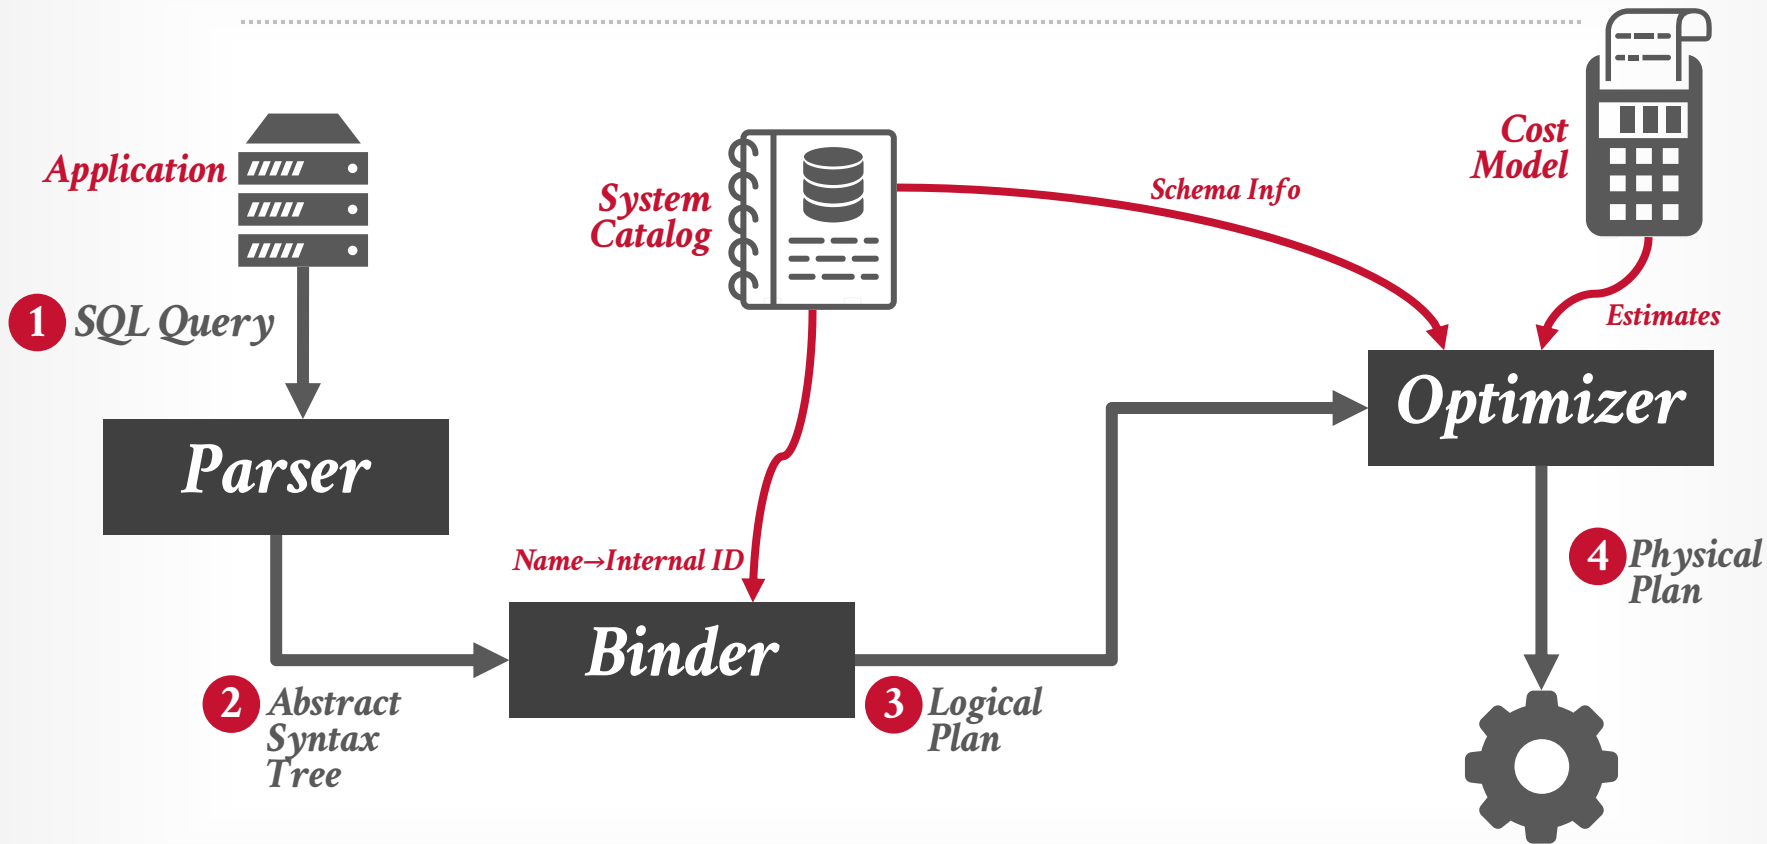 Application
1 SQL Query
Parser
2 Abstract
Syntax
Tree
System
Catalog
Name→Internal ID
Binder
3 Logical
Plan
Schema Info
Cost
Model
Estimates
Optimizer
4 Physical
Plan